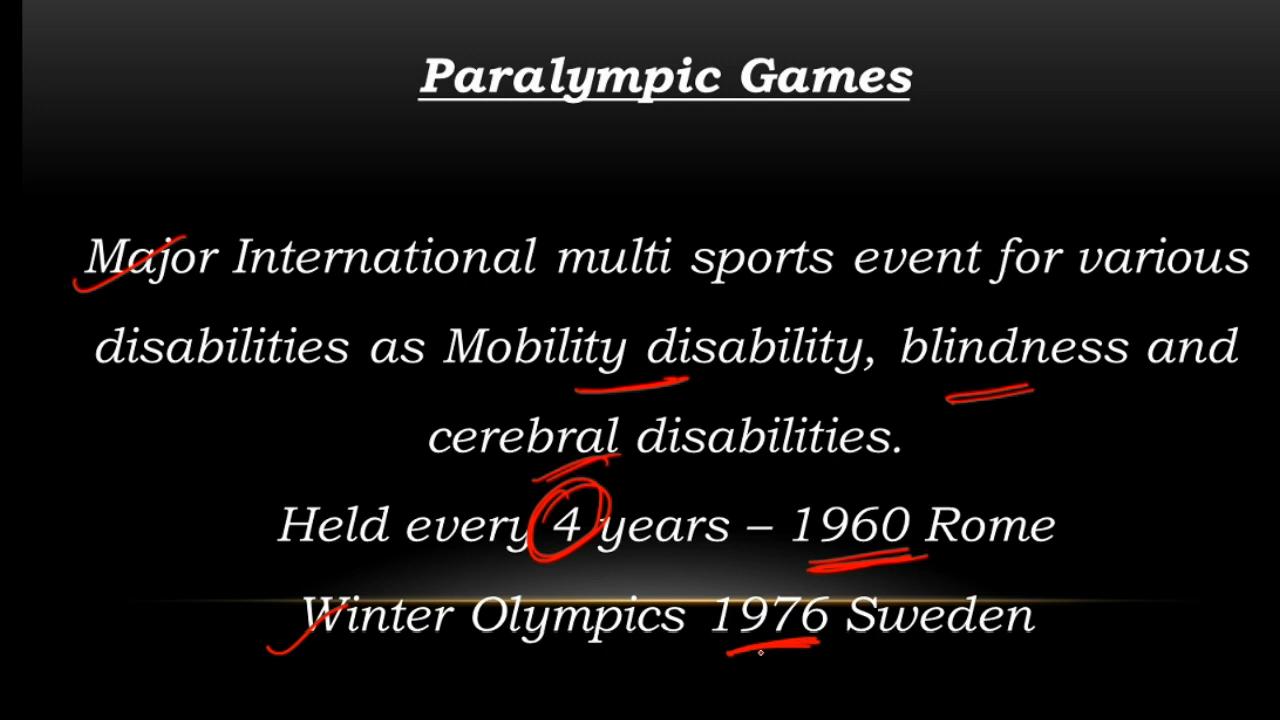 Paralympic Games
Major International multi sports event for various
disabilities as Mobility disability, blindness and
cerebral disabilities.
Held every 4 years – 1960 Rome
Winter Olympics 1976 Sweden